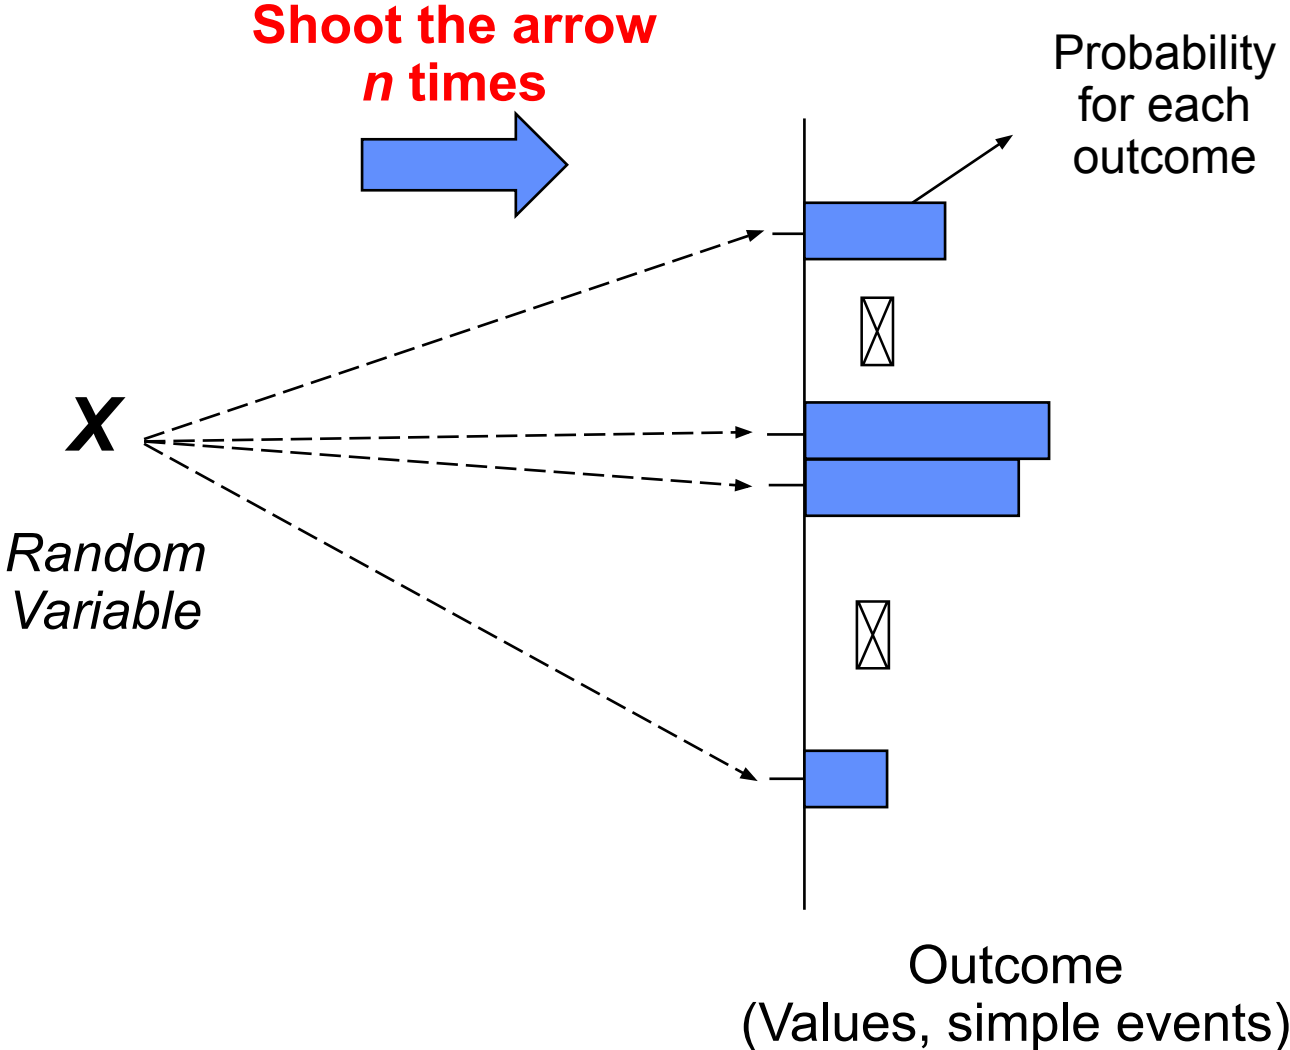 Shoot the arrow
n times
Probability
for each
outcome
X
Random
Variable
Outcome
(Values, simple events)